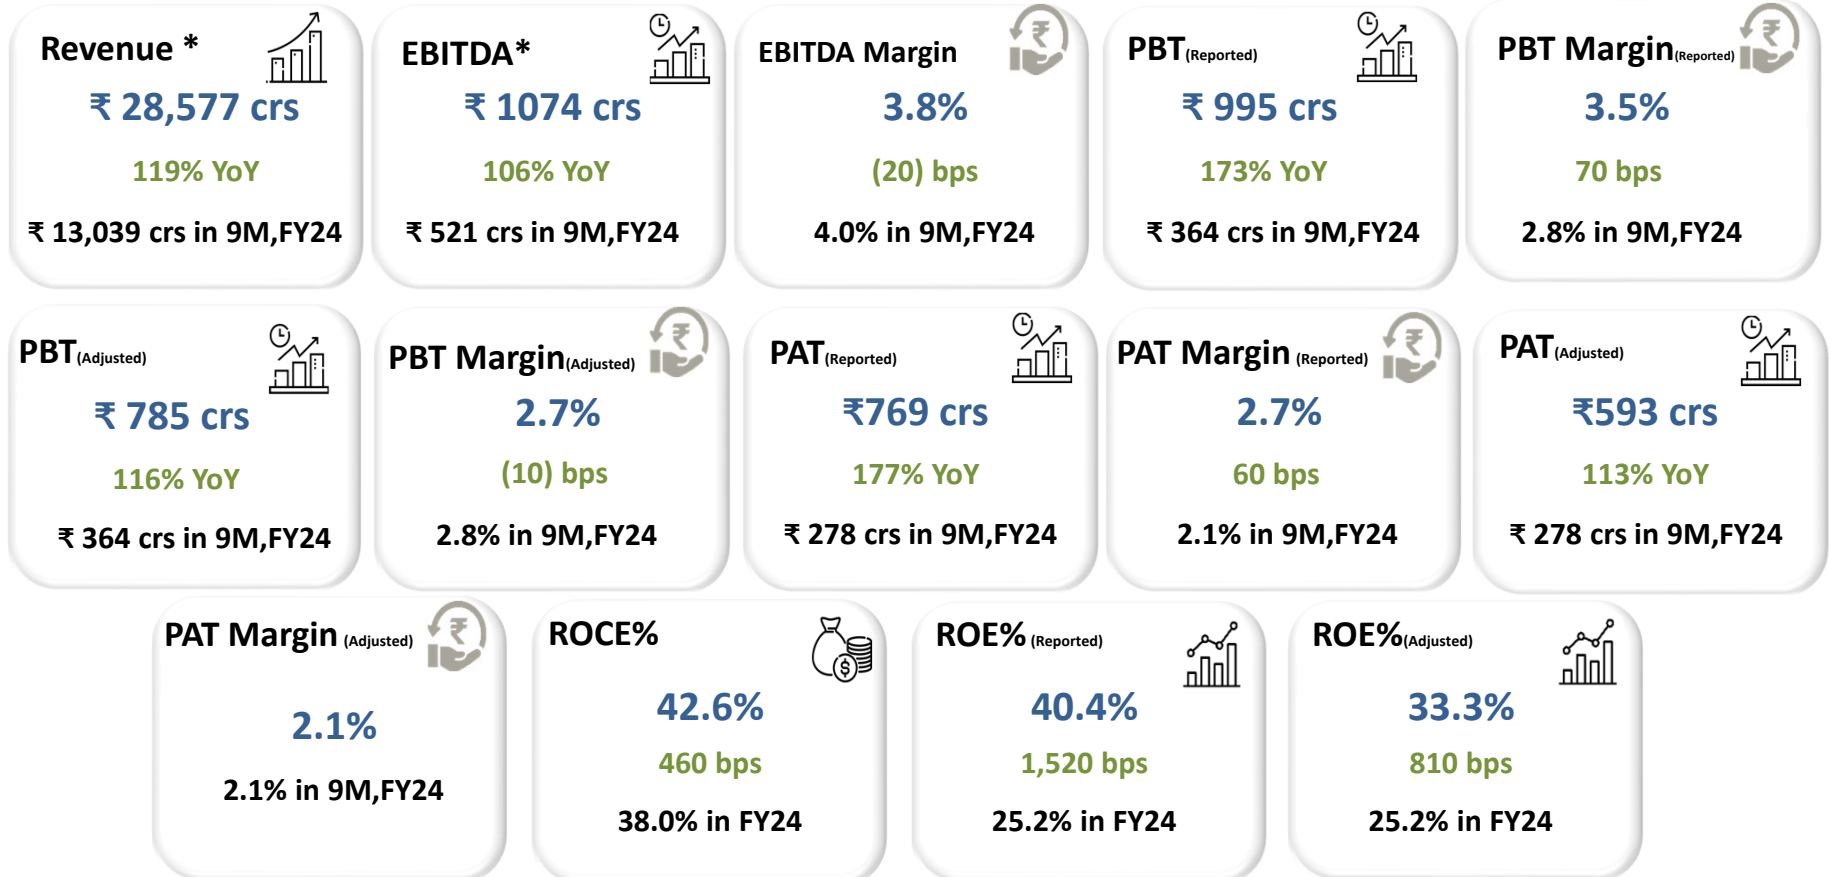 Revenue *
₹ 28,577 crs
119% YoY
₹ 13,039 crs in 9M,FY24
EBITDA*
₹ 1074 crs
106% YoY
₹ 521 crs in 9M,FY24
EBITDA Margin
₹
3.8%
(20) bps
4.0% in 9M,FY24
PBT(Reported)
₹ 995 crs
173% YoY
₹ 364 crs in 9M,FY24
PBT Margin(Reported)
₹
3.5%
70 bps
2.8% in 9M,FY24
PBT(Adjusted)
₹ 785 crs
116% YoY
₹ 364 crs in 9M,FY24
PBT Margin(Adjusted)
₹
2.7%
(10) bps
2.8% in 9M,FY24
PAT(Reported)
₹769 crs
177% YoY
₹ 278 crs in 9M,FY24
PAT Margin (Reported)
₹
2.7%
60 bps
2.1% in 9M,FY24
PAT(Adjusted)
₹593 crs
113% YoY
₹ 278 crs in 9M,FY24
PAT Margin (Adjusted)
₹
2.1%
2.1% in 9M,FY24
ROCE%
$
42.6%
460 bps
38.0% in FY24
ROE% (Reported)
40.4%
1,520 bps
25.2% in FY24
ROE%(Adjusted)
33.3%
810 bps
25.2% in FY24